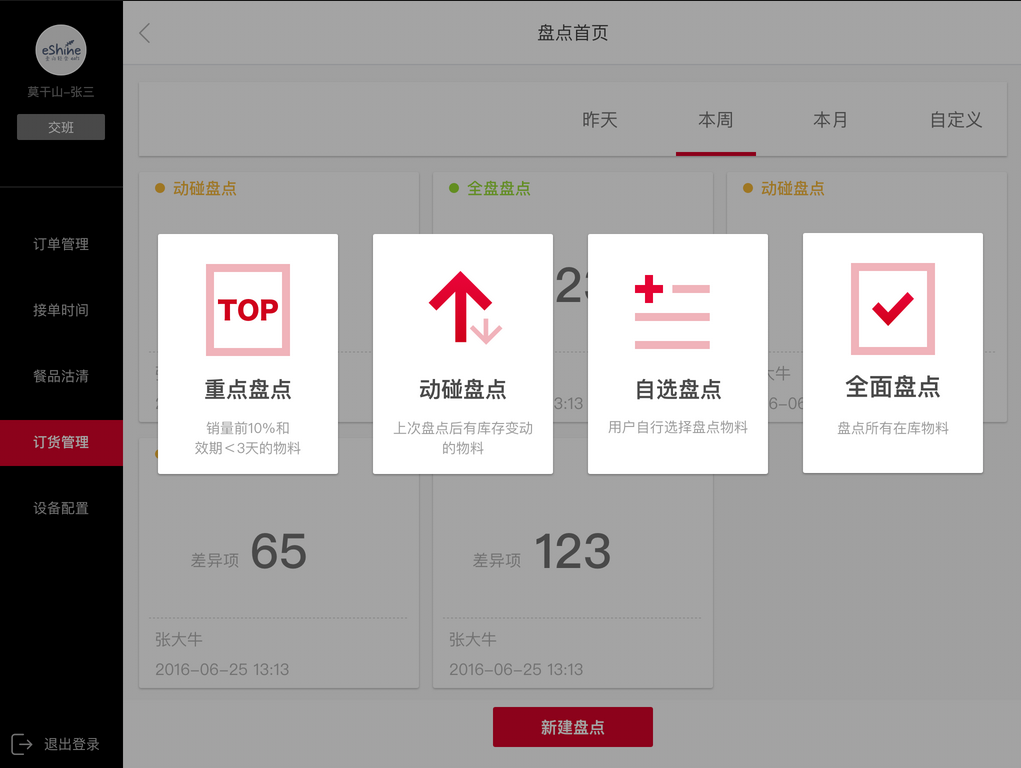 eShine
莫干山-张三
交班
订单管理
接单时间
餐品沽清
订货管理
设备配置
退出登录
盘点首页
昨天
本周
本月
自定义
动碰盘点
全盘盘点
动碰盘点
TOP
重点盘点
销量前10%和
效期<3天的物料
动碰盘点
上次盘点后有库存变动
的物料
自选盘点
用户自行选择盘点物料
全面盘点
盘点所有在库物料
3:13
差异项 65
张大牛
2016-06-25 13:13
差异项 123
张大牛
2016-06-25 13:13
新建盘点